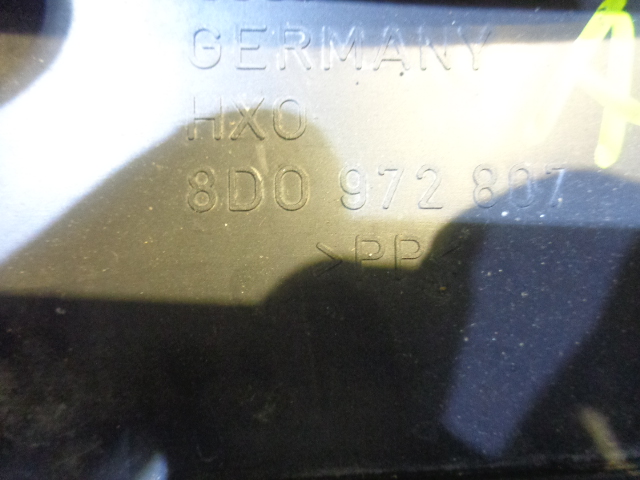 GERMANY
HXO
8D0 972 807
>PP<